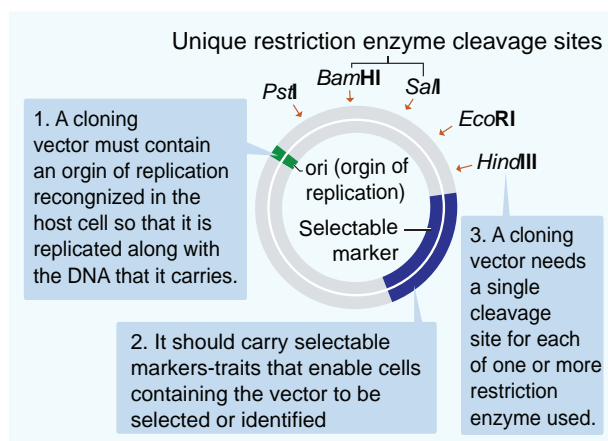 Unique restriction enzyme cleavage sites
PstI
BamHI
SalI
EcoRI
HindIII
1. A cloning
vector must contain
an orgin of replication
recongnized in the
host cell so that it is
replicated along with
the DNA that it carries.
ori (orgin of
replication)
Selectable
marker
2. It should carry selectable
markers-traits that enable cells
containing the vector to be
selected or identified
3. A cloning
vector needs
a single
cleavage
site for each
of one or more
restriction
enzyme used.